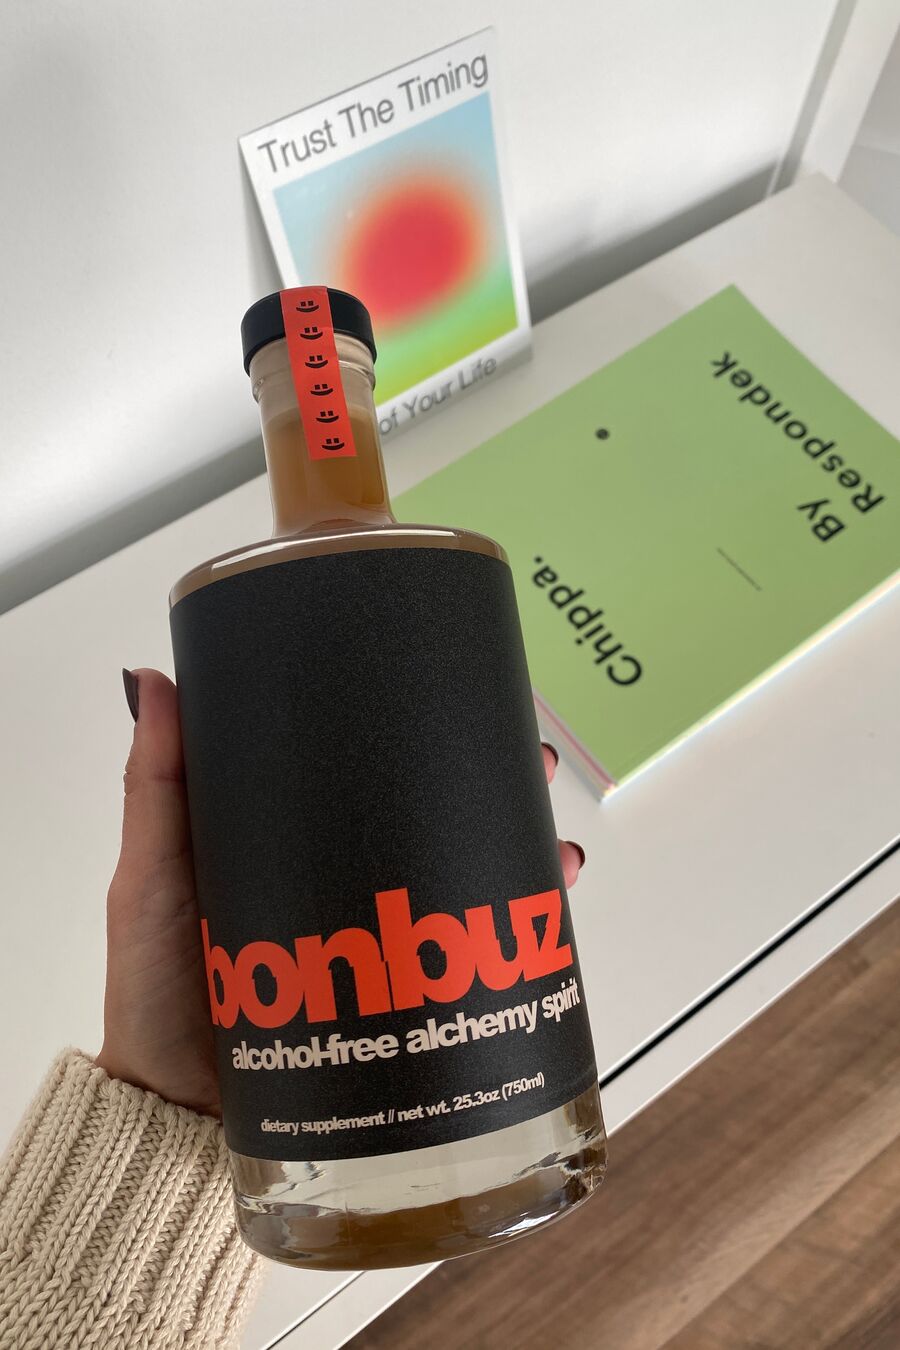 Trust The Timing
of Your Life
Chippa.
By
Respondek
bonbuz
alcohol-free alchemy spirit
dietary supplement // net wt. 25.3oz (750ml)